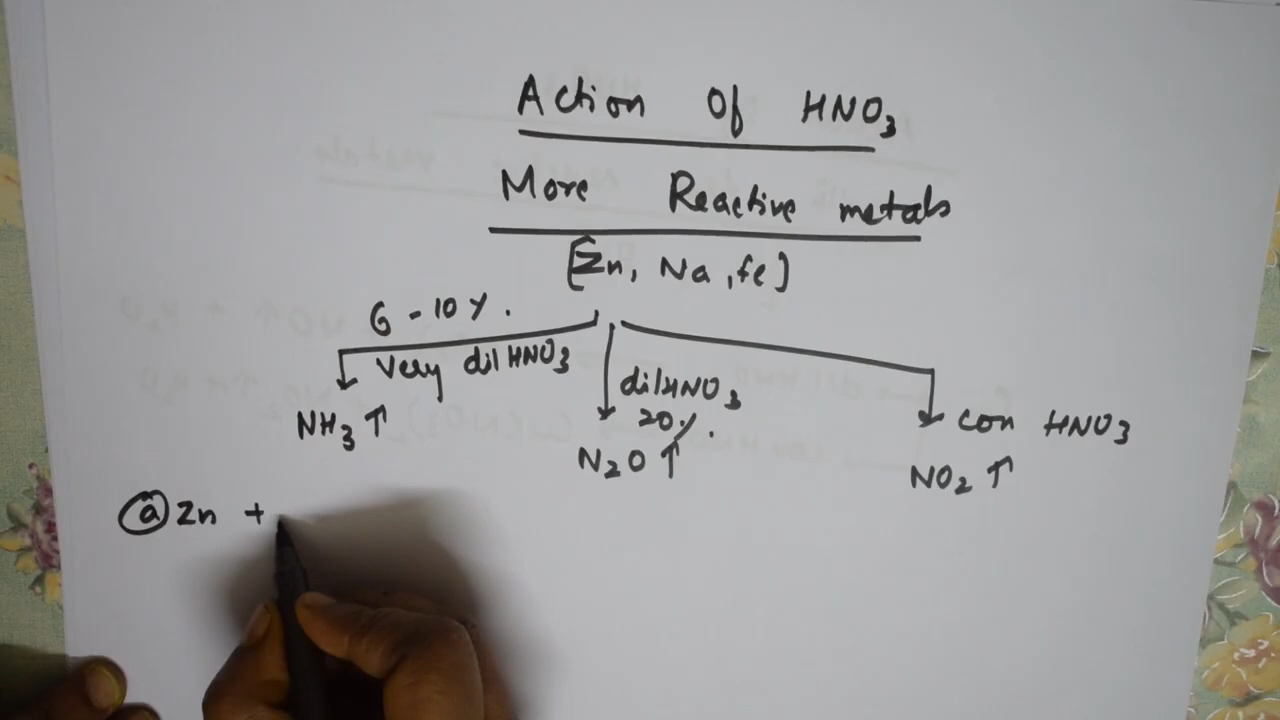 Action Of HNO3
More Reactive metals
[Zn, Na, fe]
6 - 10 %.
Very dil HNO3
NH3 ↑
dil HNO3
20 %.
N2O ↑
con HNO3
NO2 ↑
(a) Zn +